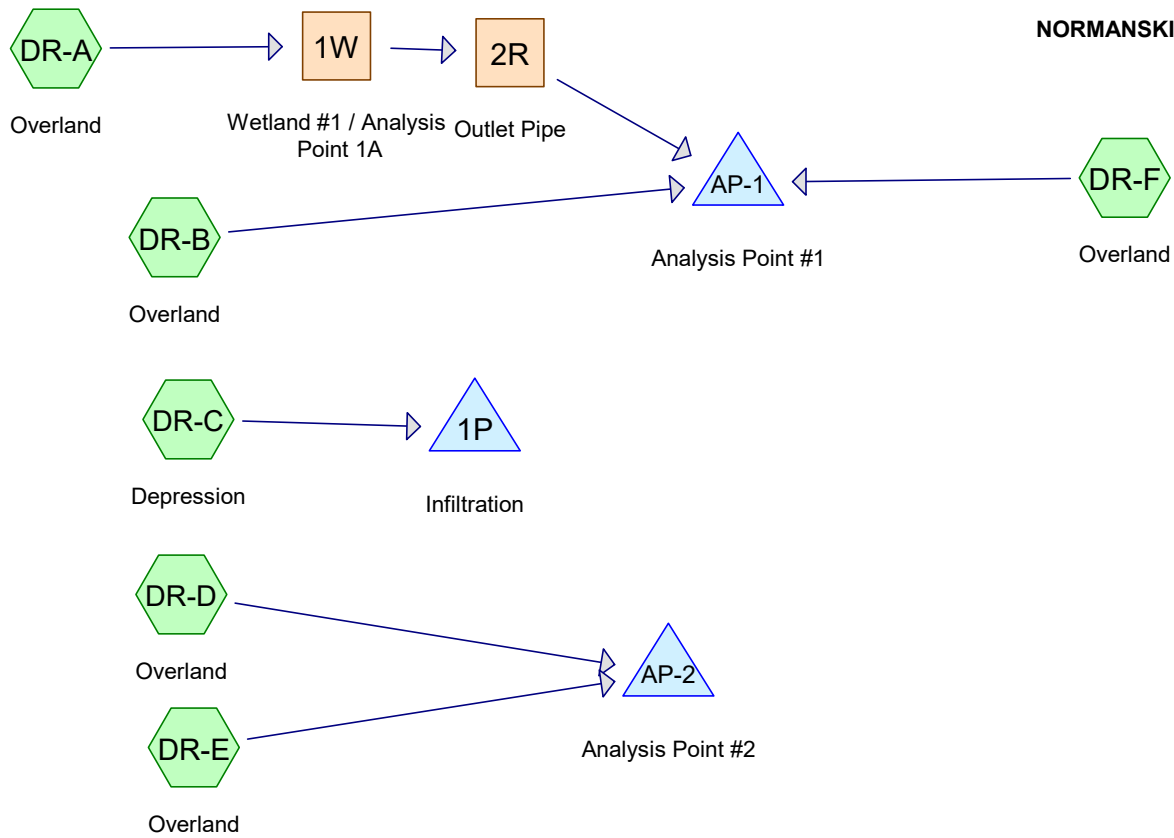 NORMANSKI
DR-A
1W
2R
Overland
Wetland #1 / Analysis
Point 1A
Outlet Pipe
AP-1
DR-F
DR-B
Analysis Point #1
Overland
Overland
DR-C
1P
Depression
Infiltration
DR-D
Overland
AP-2
DR-E
Analysis Point #2
Overland